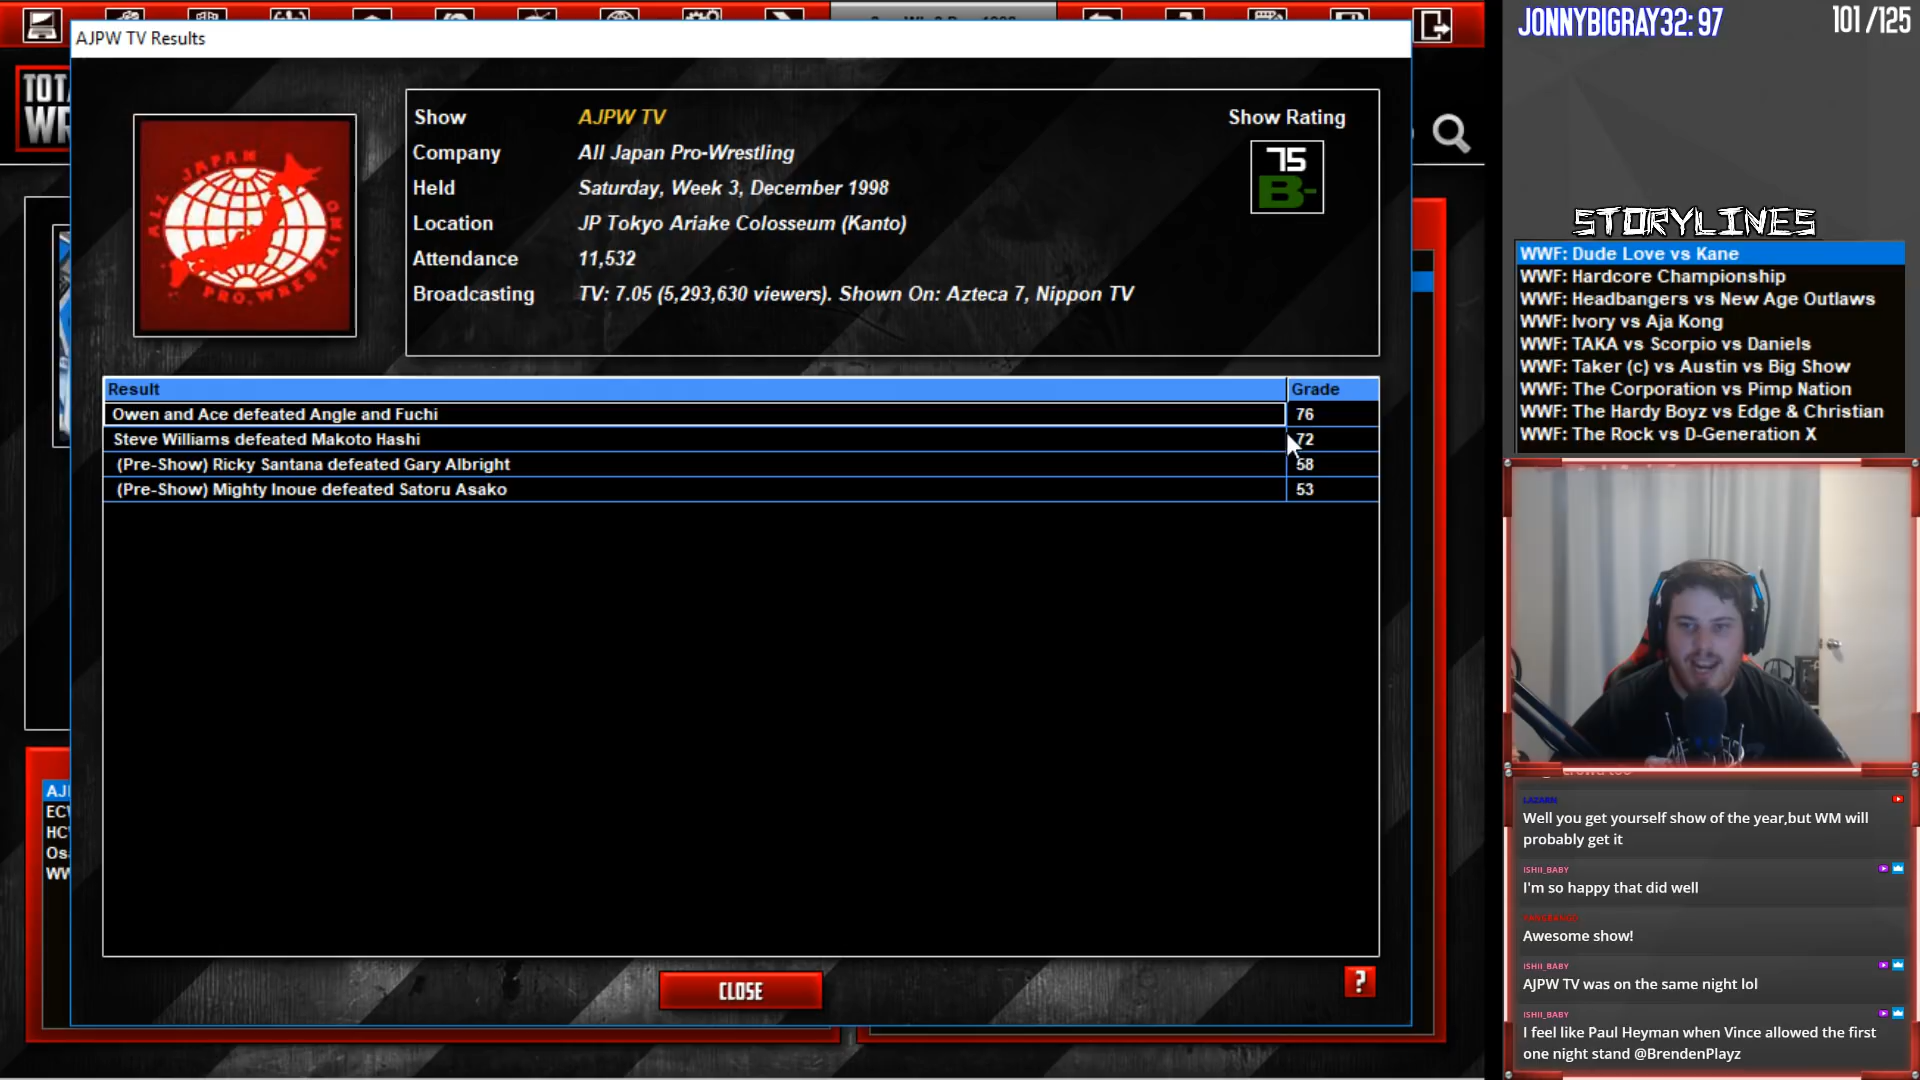 AJPW TV Results
JONNYBIGRAY32: 97
101 /125
Show
AJPW TV
Show Rating
75
B-
Company
All Japan Pro-Wrestling
Held
Saturday, Week 3, December 1998
Location
JP Tokyo Ariake Colosseum (Kanto)
Attendance
11,532
Broadcasting
TV: 7.05 (5,293,630 viewers). Shown On: Azteca 7, Nippon TV
ALL JAPAN
PRO.WRESTLING
Result
Grade
Owen and Ace defeated Angle and Fuchi
76
Steve Williams defeated Makoto Hashi
72
(Pre-Show) Ricky Santana defeated Gary Albright
58
(Pre-Show) Mighty Inoue defeated Satoru Asako
53
CLOSE
?
STORYLINES
WWF: Dude Love vs Kane
WWF: Hardcore Championship
WWF: Headbangers vs New Age Outlaws
WWF: Ivory vs Aja Kong
WWF: TAKA vs Scorpio vs Daniels
WWF: Taker (c) vs Austin vs Big Show
WWF: The Corporation vs Pimp Nation
WWF: The Hardy Boyz vs Edge & Christian
WWF: The Rock vs D-Generation X
Well you get yourself show of the year,but WM will
probably get it
ISHII_BABY
I'm so happy that did well
Awesome show!
ISHII_BABY
AJPW TV was on the same night lol
ISHII_BABY
I feel like Paul Heyman when Vince allowed the first
one night stand @BrendenPlayz